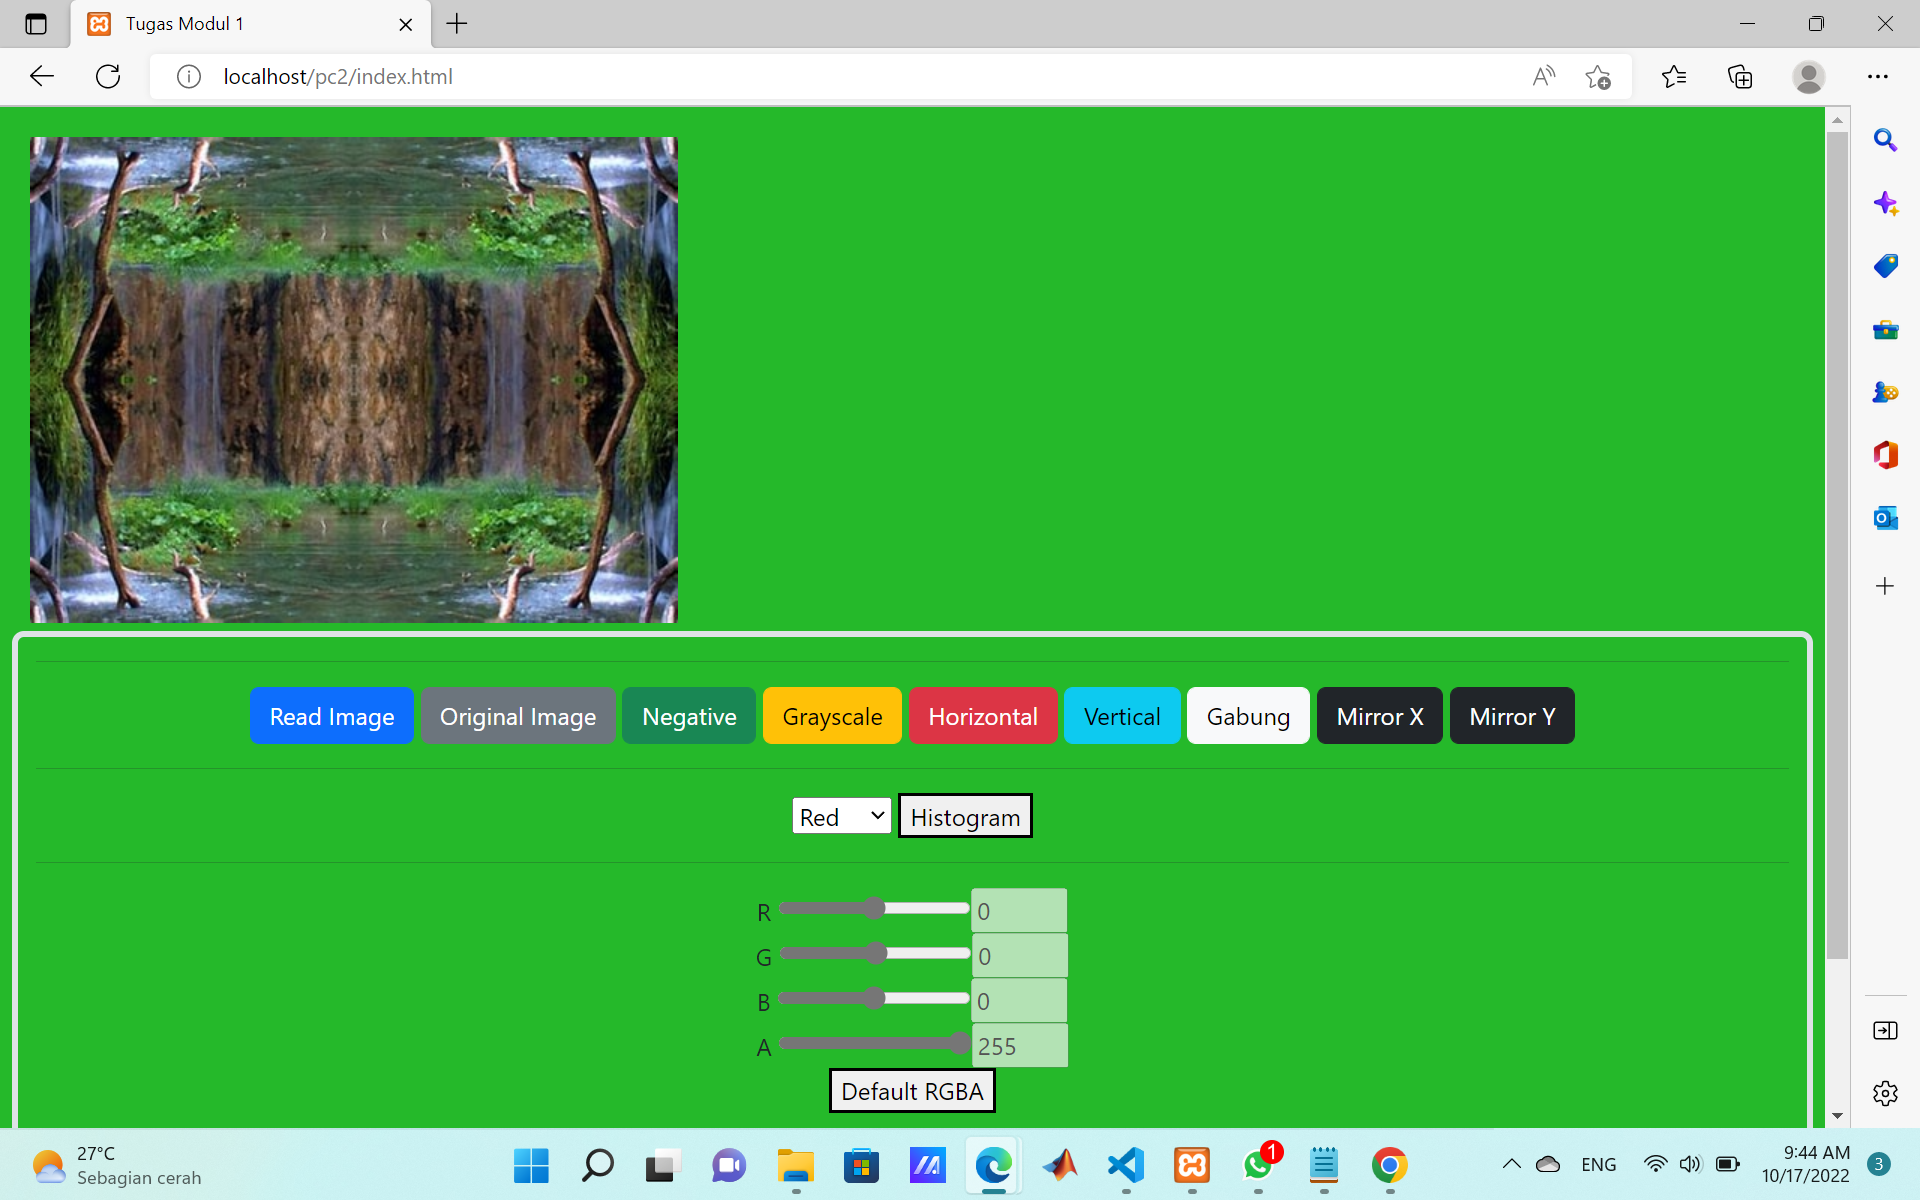 Tugas Modul 1
localhost/pc2/index.html
Read Image Original Image Negative Grayscale Horizontal Vertical Gabung Mirror X Mirror Y
Red Histogram
R 0
G 0
B 0
A 255
Default RGBA
27°C
Sebagian cerah
1
ENG
9:44 AM
10/17/2022
3